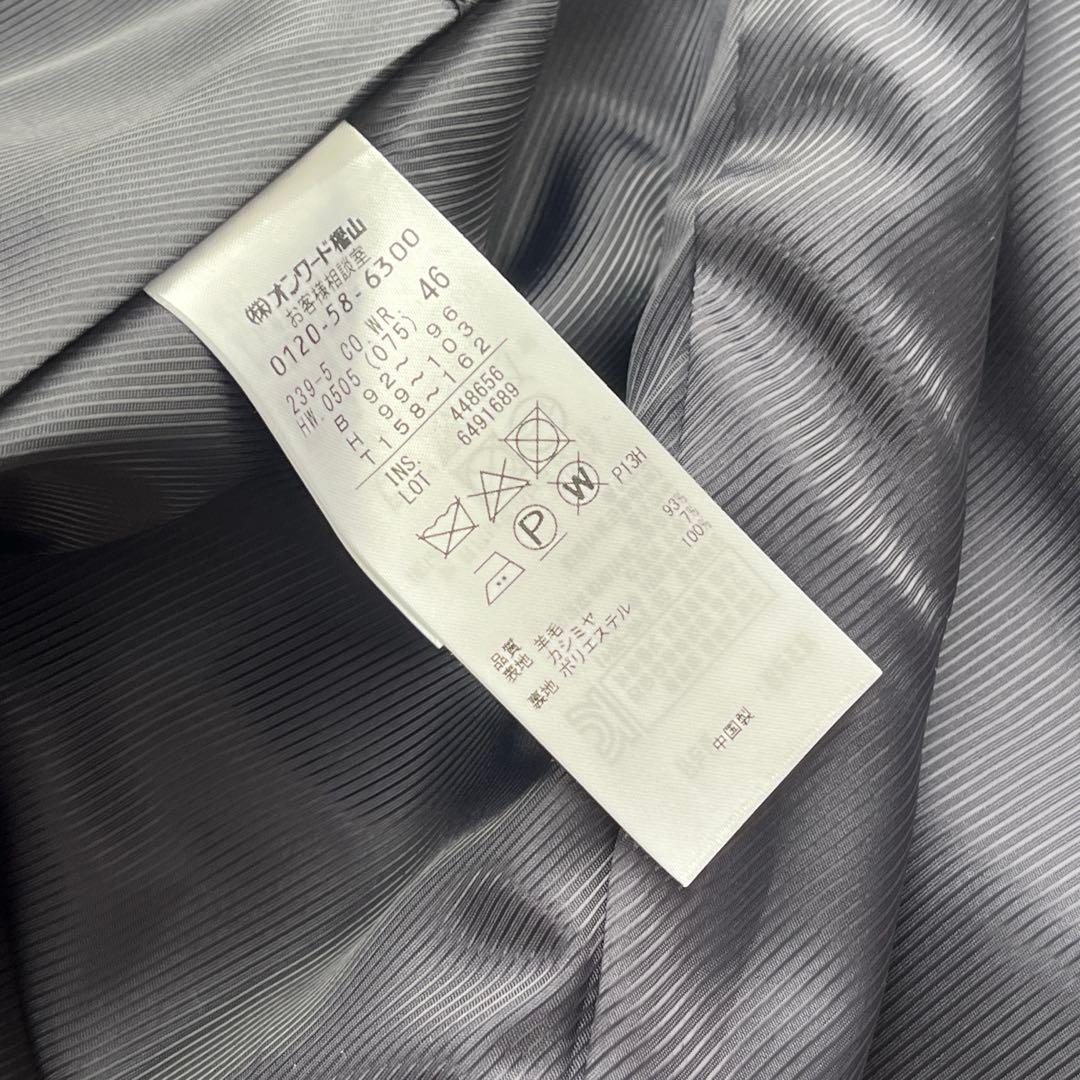 (株)オンワード樫山
お客様相談室
0120-58-6300
239-5 CO WR 46
HW 0505 (075)
B 92～ 96
H 99～ 103
T 158～ 162
INS. 448656
LOT 6491689
P W P13H
品質
表地 羊毛 93%
カシミヤ 7%
裏地 ポリエステル 100%
中国製